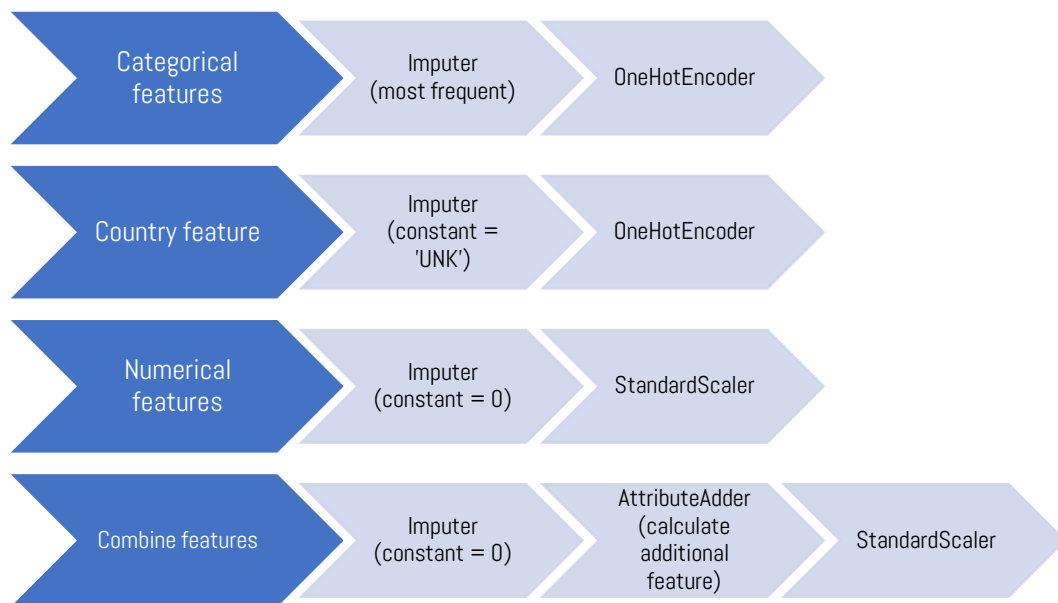 Categorical
features
Imputer
(most frequent)
OneHotEncoder
Country feature
Imputer
(constant =
'UNK')
OneHotEncoder
Numerical
features
Imputer
(constant = 0)
StandardScaler
Combine features
Imputer
(constant = 0)
AttributeAdder
(calculate
additional
feature)
StandardScaler